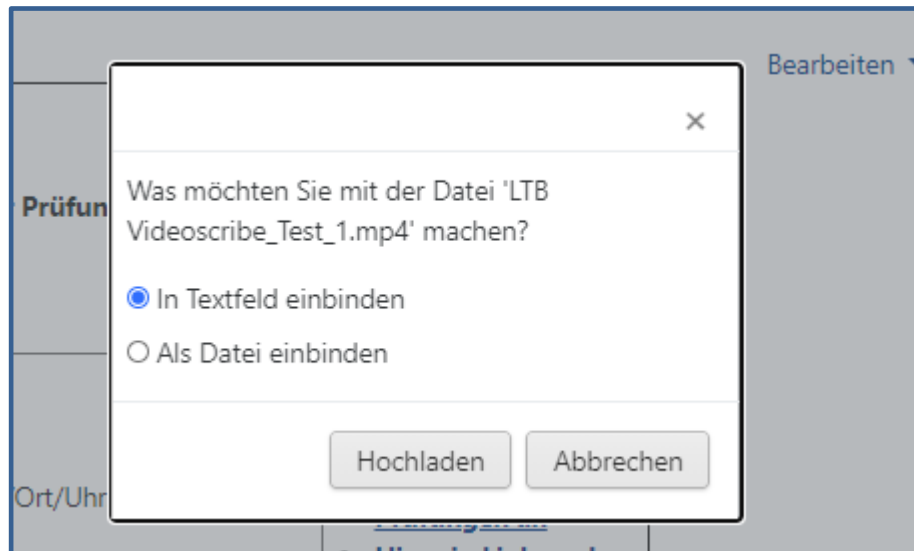 Bearbeiten
×
Was möchten Sie mit der Datei 'LTB
Videoscribe_Test_1.mp4' machen?
Prüfun
In Textfeld einbinden
Als Datei einbinden
Hochladen Abbrechen
Ort/Uhr